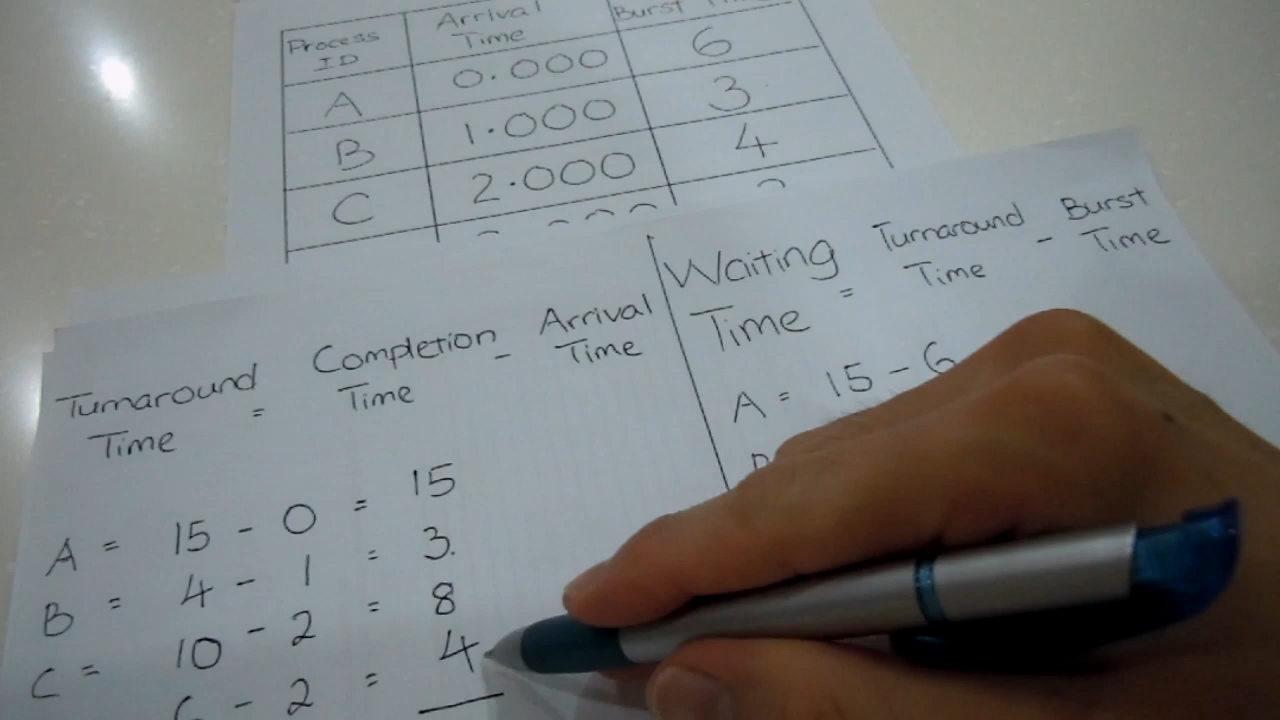 Process Arrival Burst
ID Time
A 0.000 6
B 1.000 3
C 2.000 4
Turnaround = Completion - Arrival
Time Time Time
A = 15 - 0 = 15
B = 4 - 1 = 3.
C = 10 - 2 = 8
- 2 = 4
Waiting = Turnaround - Burst
Time Time Time
A = 15 - 6